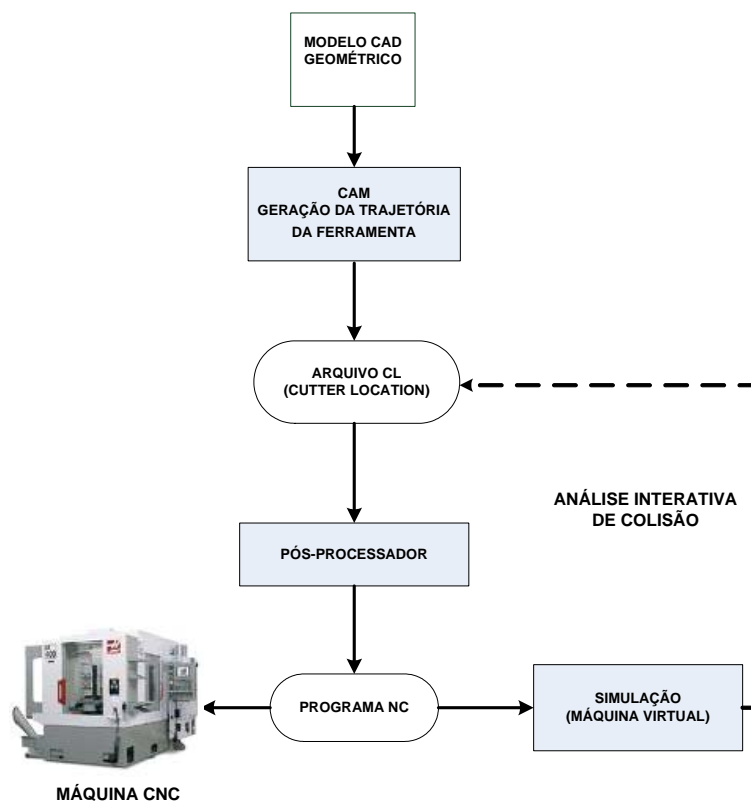 MODELO CAD
GEOMÉTRICO
CAM
GERAÇÃO DA TRAJETÓRIA
DA FERRAMENTA
ARQUIVO CL
(CUTTER LOCATION)
ANÁLISE INTERATIVA
DE COLISÃO
PÓS-PROCESSADOR
PROGRAMA NC
SIMULAÇÃO
(MÁQUINA VIRTUAL)
MÁQUINA CNC